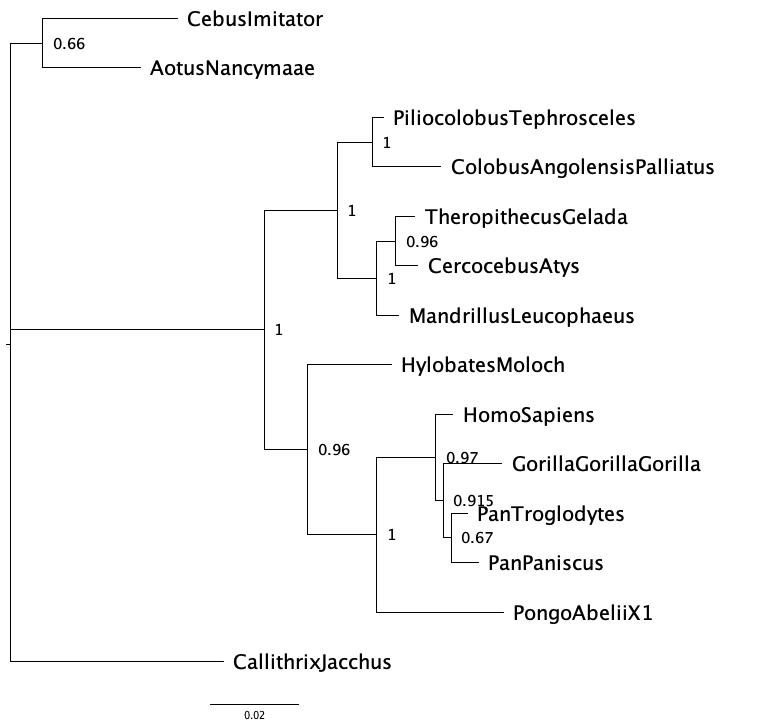 CebusImitator
0.66
AotusNancymaae
PiliocolobusTephrosceles
1
ColobusAngolensisPalliatus
1
TheropithecusGelada
0.96
CercocebusAtys
1
MandrillusLeucophaeus
1
HylobatesMoloch
HomoSapiens
0.96
0.97
GorillaGorillaGorilla
0.915
PanTroglodytes
1
0.67
PanPaniscus
PongoAbeliiX1
CallithrixJacchus
0.02